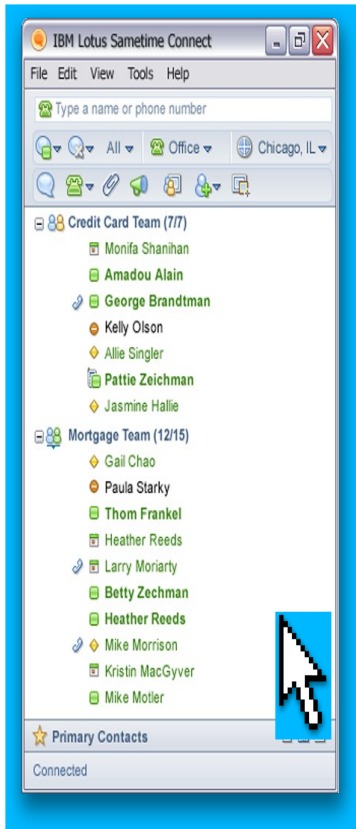 IBM Lotus Sametime Connect
File Edit View Tools Help
Type a name or phone number
All Office Chicago, IL
Credit Card Team (7/7)
Monifa Shanihan
Amadou Alain
George Brandtman
Kelly Olson
Allie Singler
Pattie Zeichman
Jasmine Hallie
Mortgage Team (12/15)
Gail Chao
Paula Starky
Thom Frankel
Heather Reeds
Larry Moriarty
Betty Zechman
Heather Reeds
Mike Morrison
Kristin MacGyver
Mike Motler
Primary Contacts
Connected